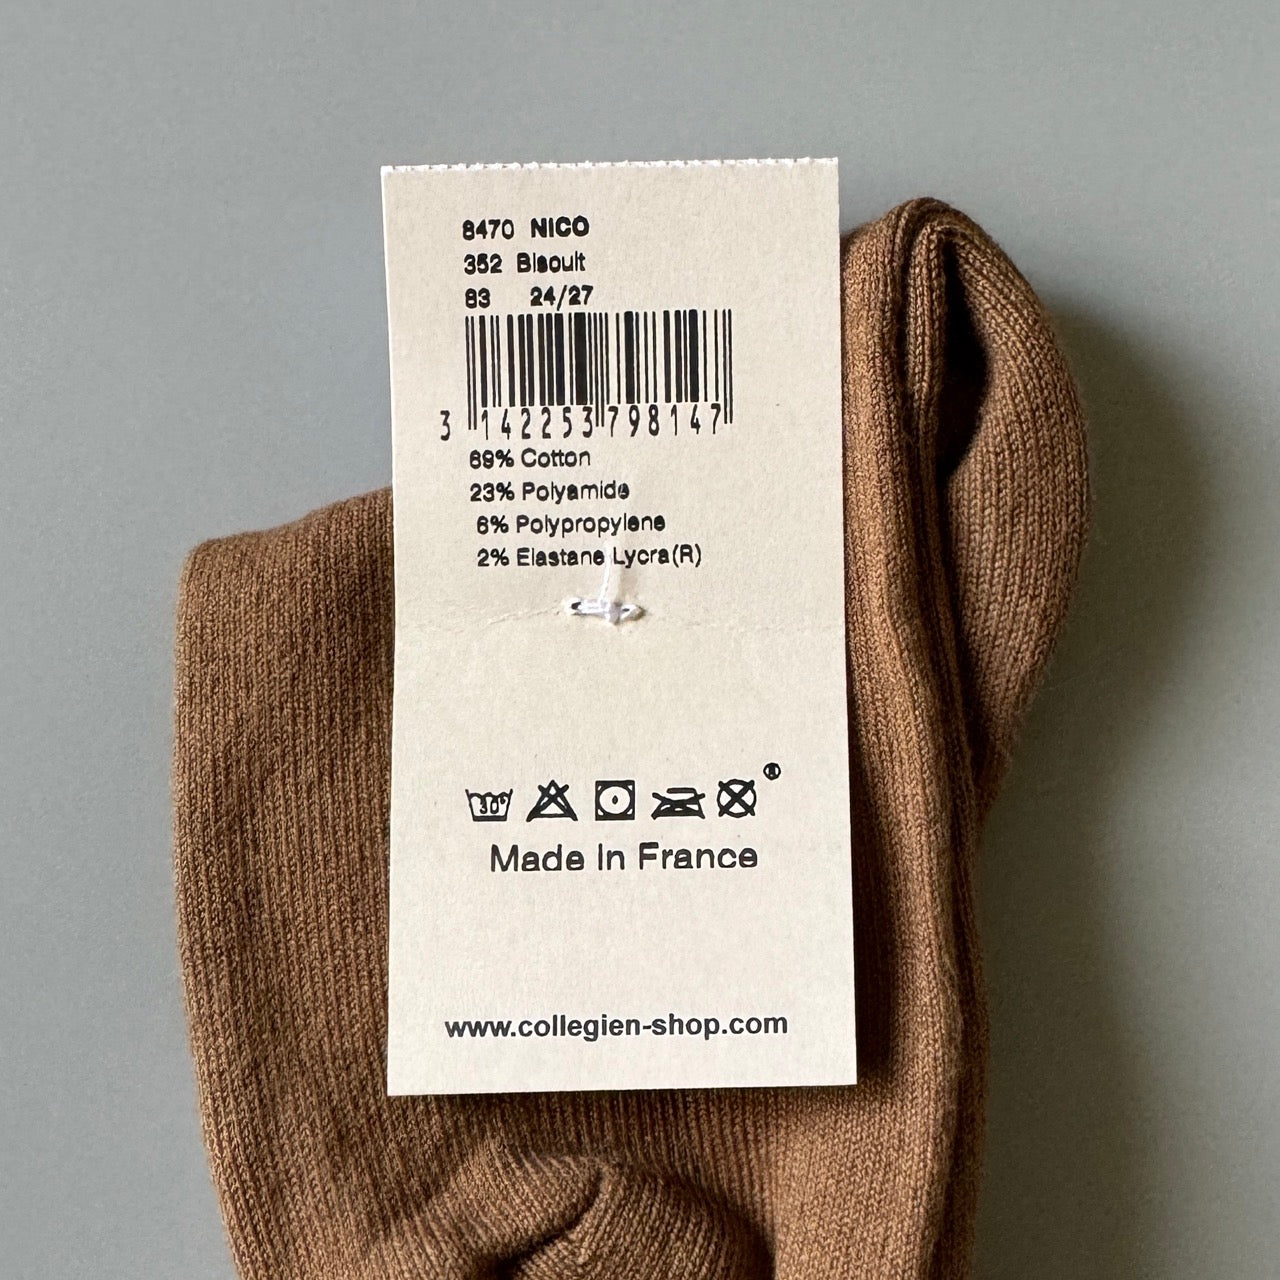 8470 NICO
352 Biscuit
83 24/27
3 142253 798147
69% Cotton
23% Polyamide
6% Polypropylene
2% Elastane Lycra(R)
30°
®
Made in France
www.collegien-shop.com